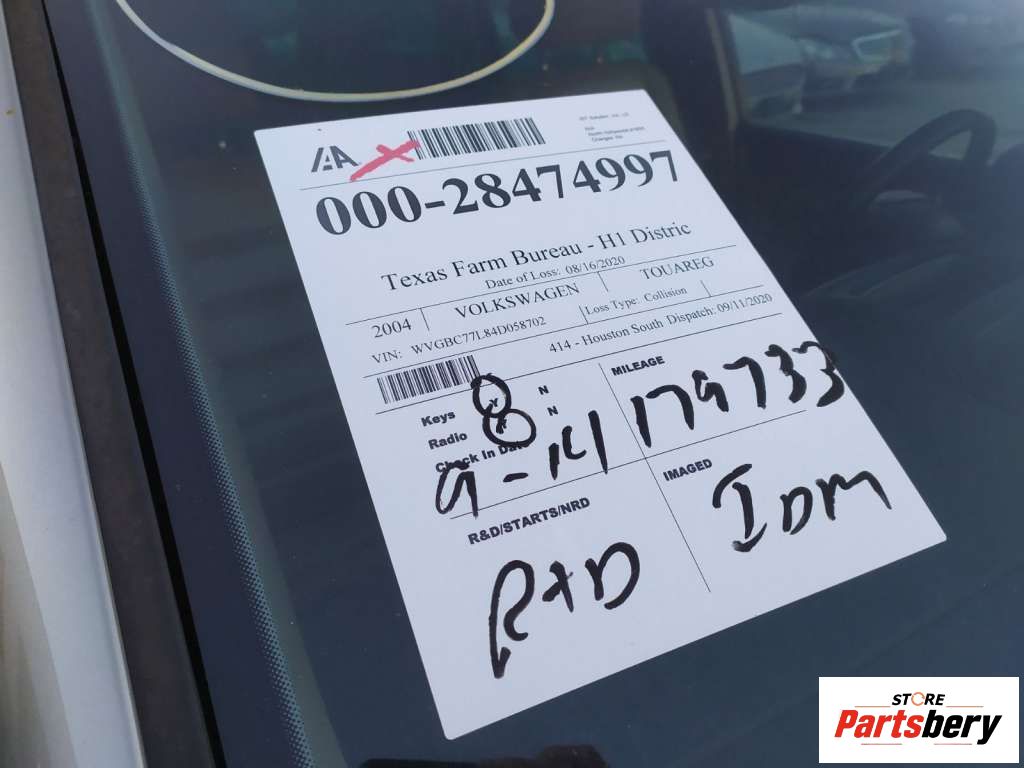 IAA
000-28474997
Texas Farm Bureau - H1 Distric
Date of Loss: 08/16/2020
2004 VOLKSWAGEN TOUAREG
VIN: WVGBC77L84D058702 Loss Type: Collision
414 - Houston South Dispatch: 09/11/2020
Keys Y N
Radio Y N
Check In Date
9-14
MILEAGE
179733
R&D/STARTS/NRD
R+D
IMAGED
IDM
STORE
Partsbery